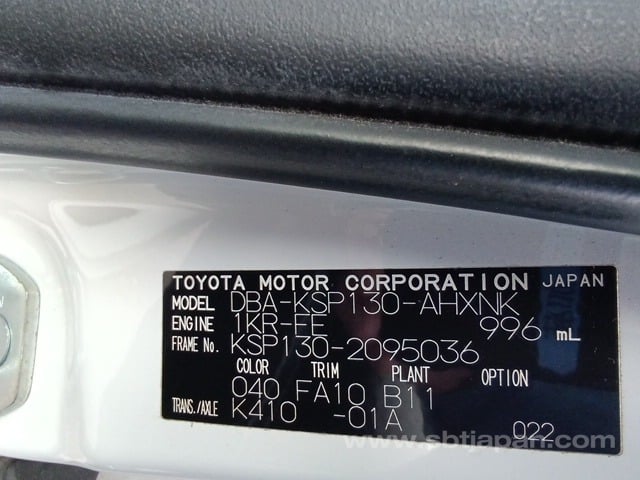 TOYOTA MOTOR CORPORATION JAPAN
MODEL DBA-KSP130-AHXNK
ENGINE 1KR-FE 996 mL
FRAME No. KSP130-2095036
COLOR TRIM PLANT OPTION
040 FA10 B11
TRANS./AXLE K410 -01A 022
www.sbtjapan.com